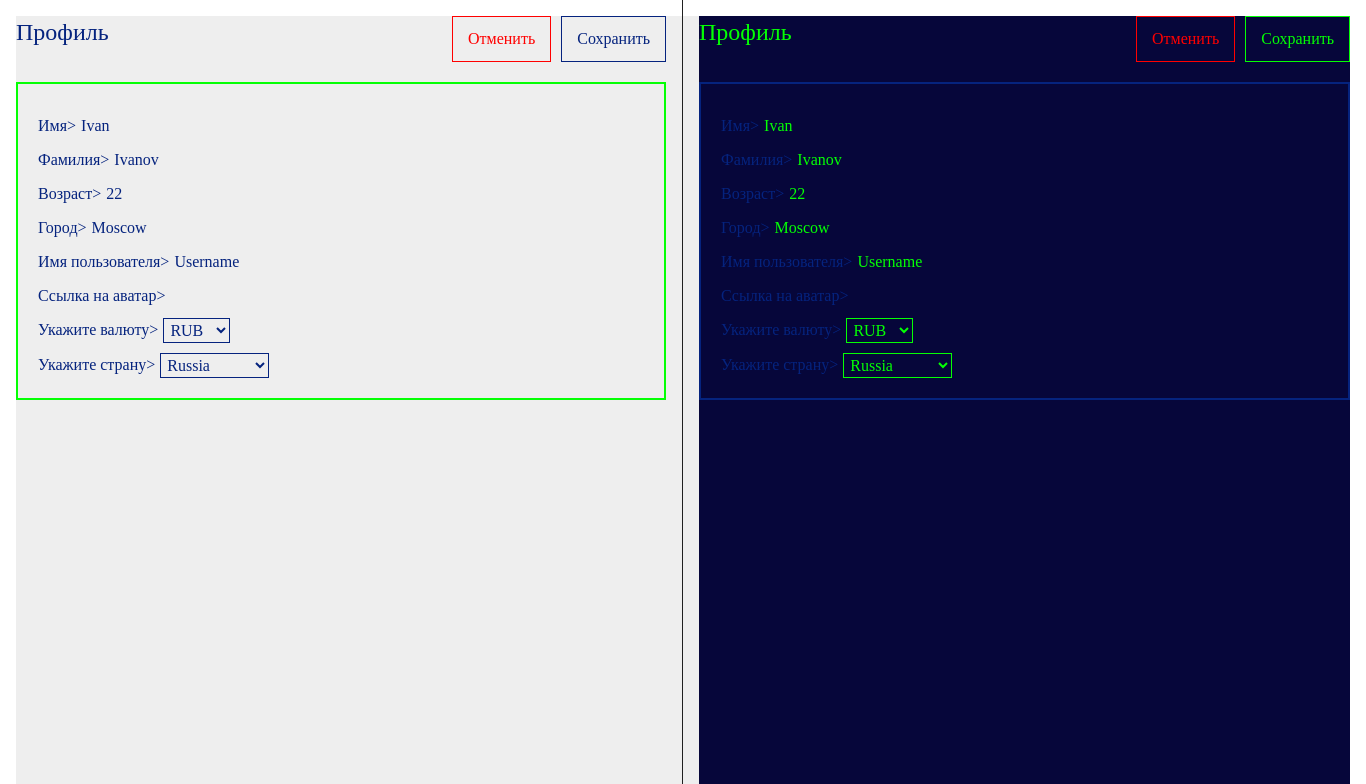 Профиль
Отменить
Сохранить
Имя> Ivan
Фамилия> Ivanov
Возраст> 22
Город> Moscow
Имя пользователя> Username
Ссылка на аватар>
Укажите валюту> RUB
Укажите страну> Russia
Профиль
Отменить
Сохранить
Имя> Ivan
Фамилия> Ivanov
Возраст> 22
Город> Moscow
Имя пользователя> Username
Ссылка на аватар>
Укажите валюту> RUB
Укажите страну> Russia